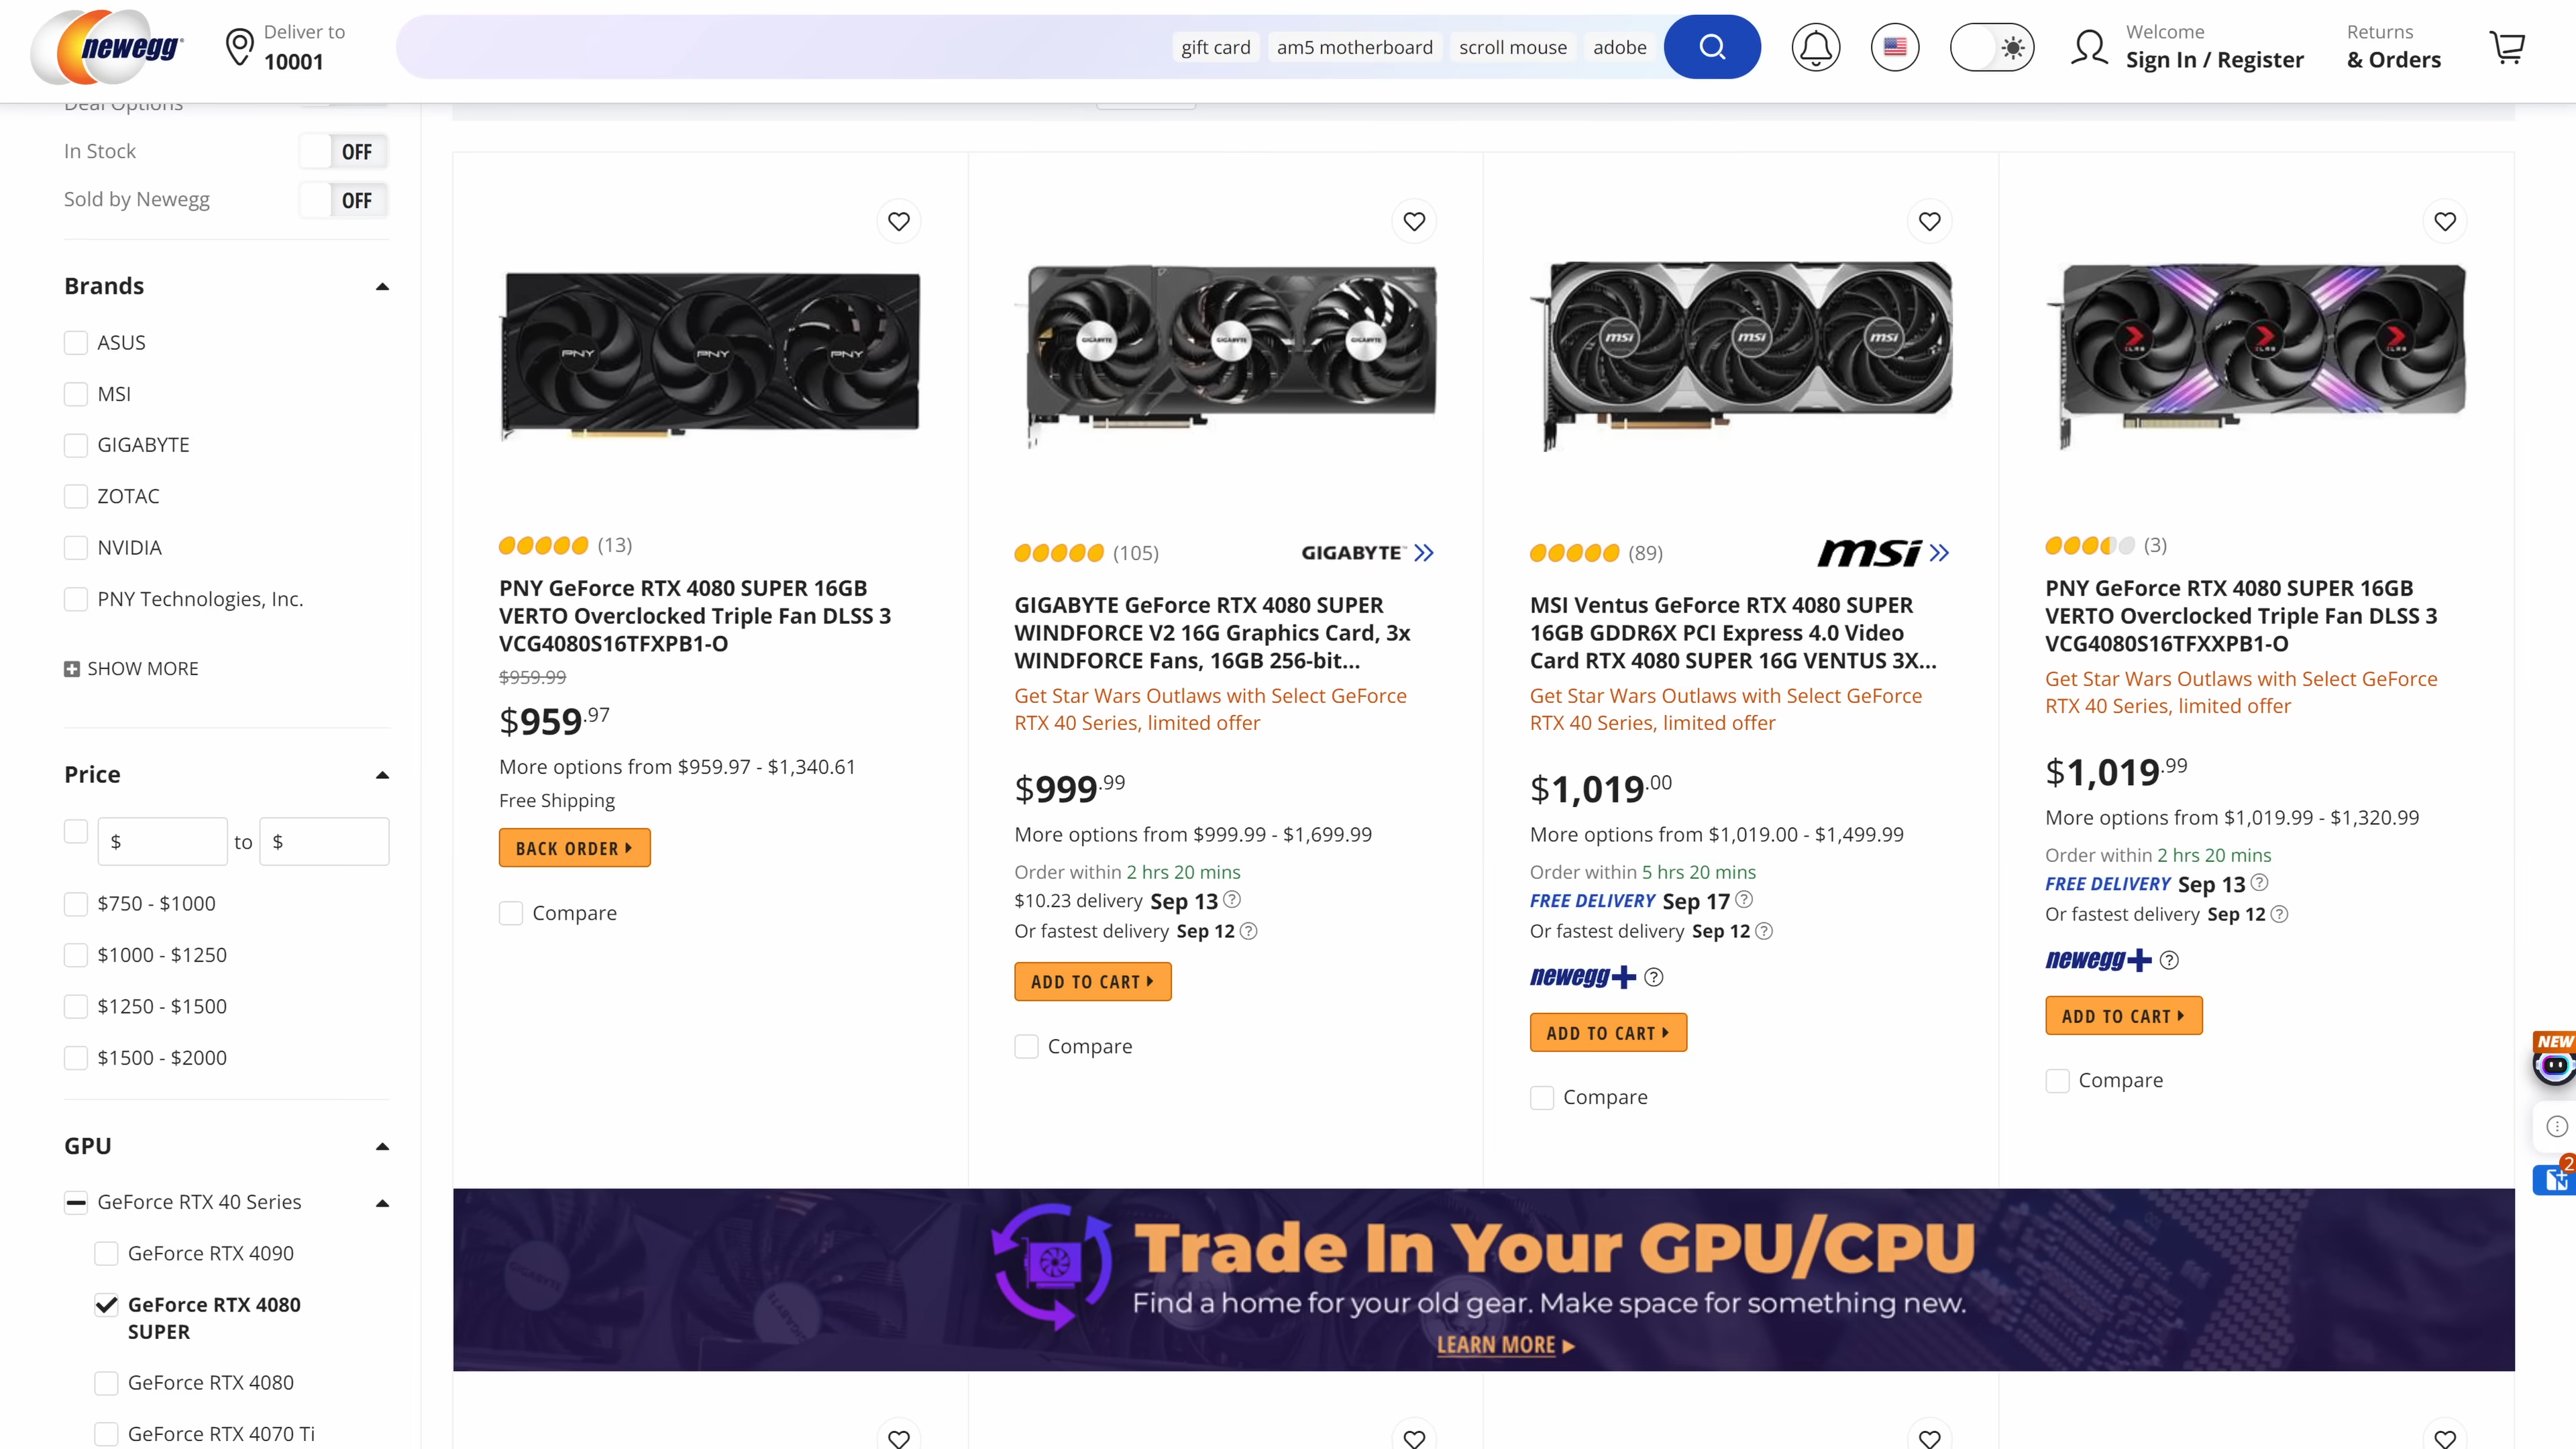 newegg
Deliver to
10001
gift card
am5 motherboard
scroll mouse
adobe
Welcome
Sign In / Register
Returns
& Orders
Deal Options
In Stock
OFF
Sold by Newegg
OFF
Brands
ASUS
MSI
GIGABYTE
ZOTAC
NVIDIA
PNY Technologies, Inc.
SHOW MORE
Price
$
to
$
$750 - $1000
$1000 - $1250
$1250 - $1500
$1500 - $2000
GPU
GeForce RTX 40 Series
GeForce RTX 4090
GeForce RTX 4080
SUPER
GeForce RTX 4080
GeForce RTX 4070 Ti
PNY
PNY
PNY
(13)
PNY GeForce RTX 4080 SUPER 16GB
VERTO Overclocked Triple Fan DLSS 3
VCG4080S16TFXPB1-O
$959.99
$959.97
More options from $959.97 - $1,340.61
Free Shipping
BACK ORDER
Compare
GIGABYTE
GIGABYTE
GIGABYTE
(105)
GIGABYTE™
GIGABYTE GeForce RTX 4080 SUPER
WINDFORCE V2 16G Graphics Card, 3x
WINDFORCE Fans, 16GB 256-bit...
Get Star Wars Outlaws with Select GeForce
RTX 40 Series, limited offer
$999.99
More options from $999.99 - $1,699.99
Order within 2 hrs 20 mins
$10.23 delivery Sep 13
Or fastest delivery Sep 12
ADD TO CART
Compare
msi
msi
msi
(89)
msi
MSI Ventus GeForce RTX 4080 SUPER
16GB GDDR6X PCI Express 4.0 Video
Card RTX 4080 SUPER 16G VENTUS 3X...
Get Star Wars Outlaws with Select GeForce
RTX 40 Series, limited offer
$1,019.00
More options from $1,019.00 - $1,499.99
Order within 5 hrs 20 mins
FREE DELIVERY Sep 17
Or fastest delivery Sep 12
newegg+
ADD TO CART
Compare
(3)
PNY GeForce RTX 4080 SUPER 16GB
VERTO Overclocked Triple Fan DLSS 3
VCG4080S16TFXXPB1-O
Get Star Wars Outlaws with Select GeForce
RTX 40 Series, limited offer
$1,019.99
More options from $1,019.99 - $1,320.99
Order within 2 hrs 20 mins
FREE DELIVERY Sep 13
Or fastest delivery Sep 12
newegg+
ADD TO CART
Compare
NEW
2
Trade In Your GPU/CPU
Find a home for your old gear. Make space for something new.
LEARN MORE